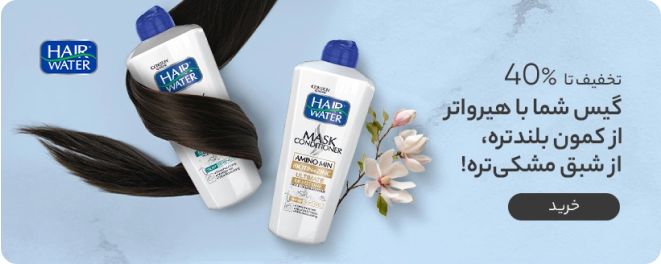 HAIR
WATER
تخفیف تا 40%
گیس شما با هیرواتر
از کمون بلندتره،
از شبق مشکی‌تره!
خرید
HAIR
WATER
HAIR
WATER
MASK
CONDITIONER
AMINO MIN